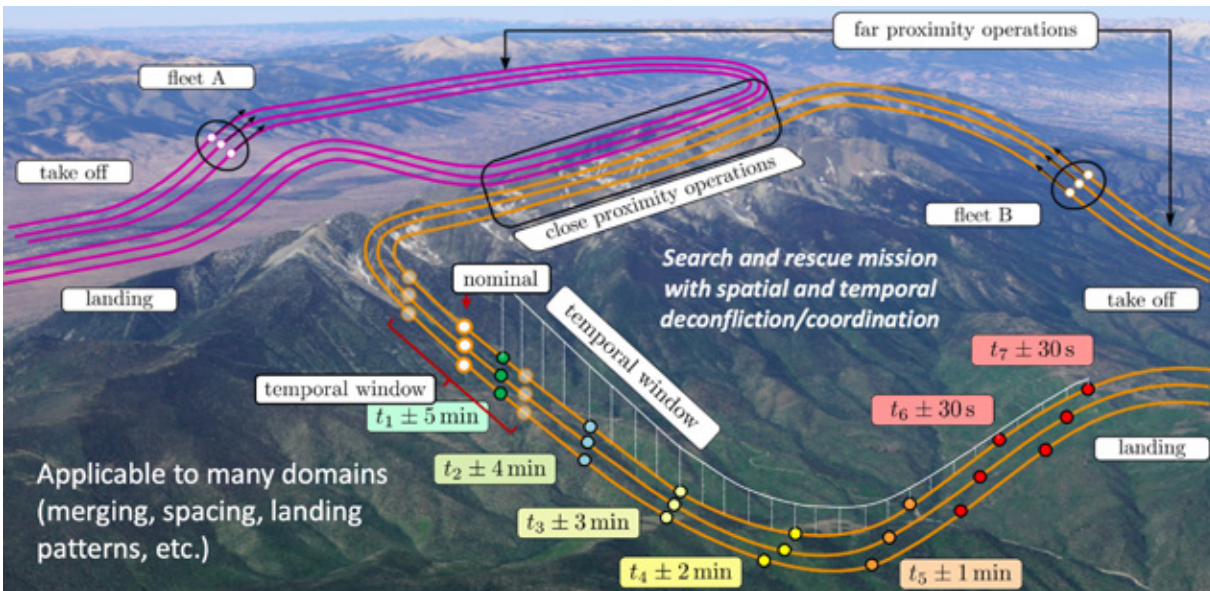 far proximity operations
fleet A
take off
close proximity operations
fleet B
nominal
Search and rescue mission
with spatial and temporal
deconfliction/coordination
landing
take off
temporal window
temporal window
t₇ ± 30 s
t₁ ± 5 min
t₆ ± 30 s
landing
t₂ ± 4 min
Applicable to many domains
(merging, spacing, landing
patterns, etc.)
t₃ ± 3 min
t₄ ± 2 min
t₅ ± 1 min